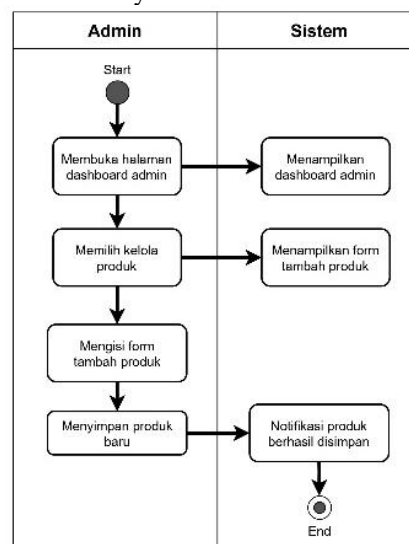 Admin
Sistem
Start
Membuka halaman
dashboard admin
Menampilkan
dashboard admin
Memilih kelola
produk
Menampilkan form
tambah produk
Mengisi form
tambah produk
Menyimpan produk
baru
Notifikasi produk
berhasil disimpan
End